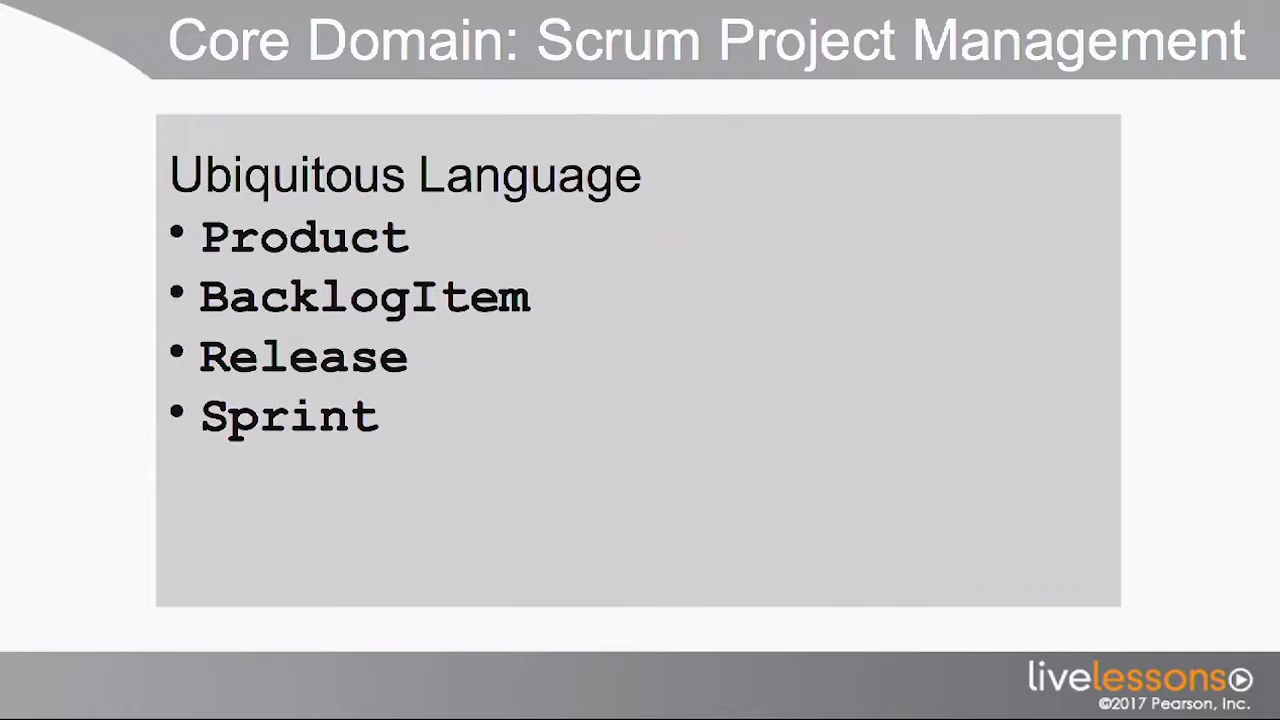 Core Domain: Scrum Project Management
Ubiquitous Language
• Product
• BacklogItem
• Release
• Sprint
livelessons
©2017 Pearson, Inc.